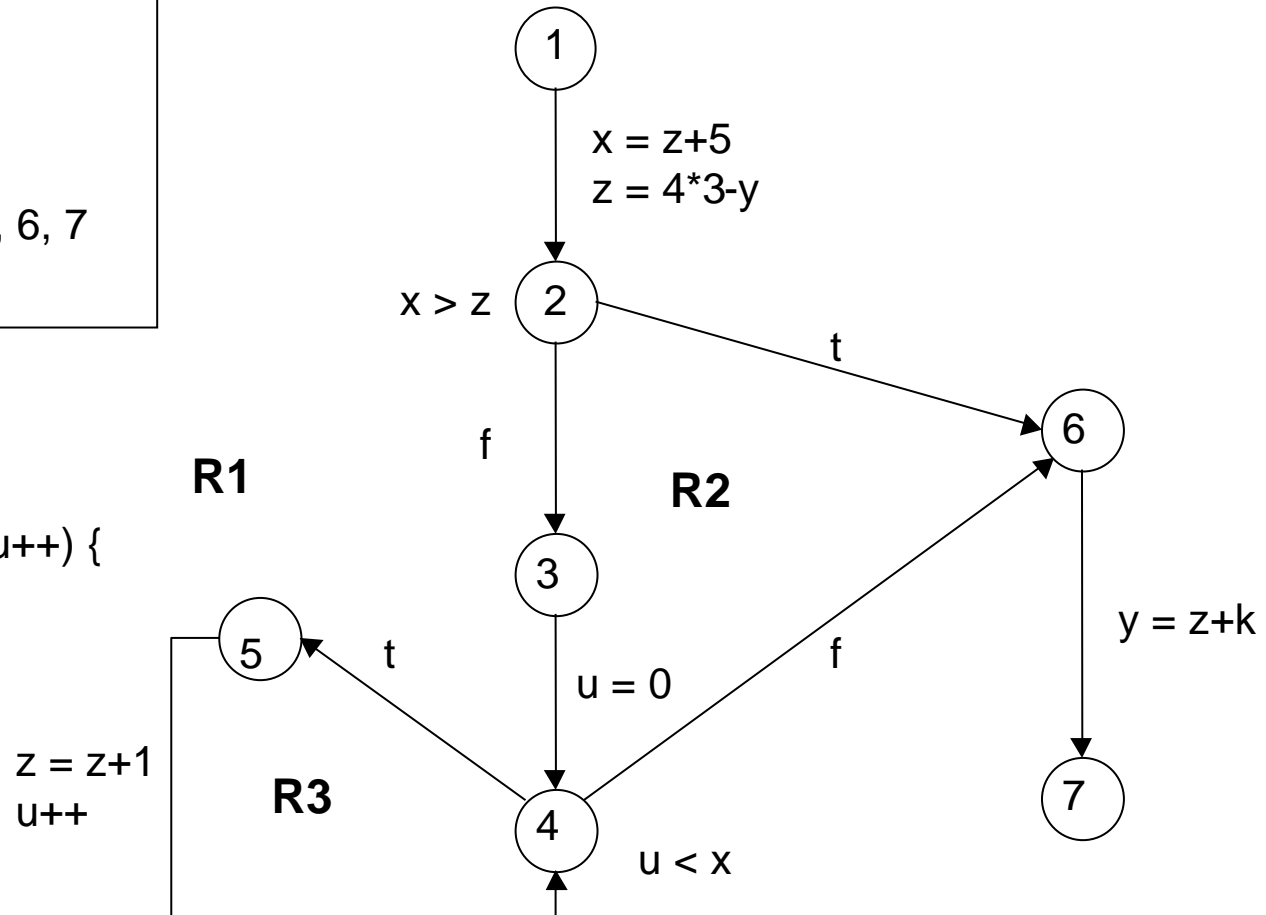 1
x = z+5
z = 4*3-y
, 6, 7
x > z
2
t
6
f
R1
R2
u++) {
3
5
t
u = 0
f
y = z+k
z = z+1
u++
R3
4
7
u < x